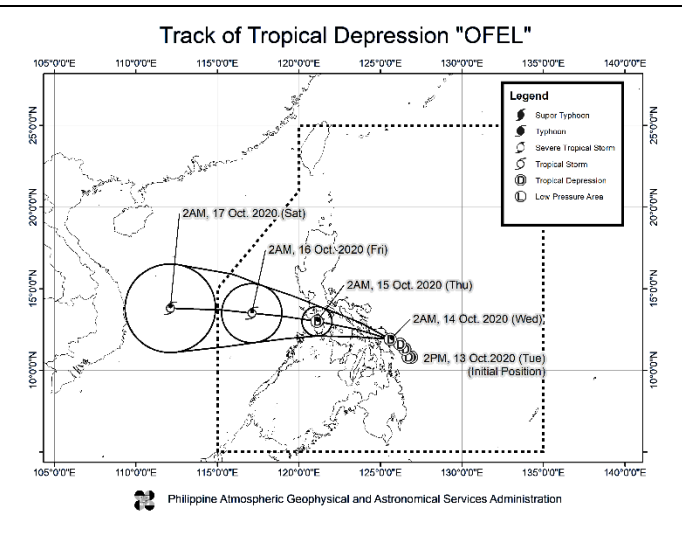 Track of Tropical Depression "OFEL"
105°0'0"E 110°0'0"E 115°0'0"E 120°0'0"E 125°0'0"E 130°0'0"E 135°0'0"E 140°0'0"E
Legend
Super Typhoon
Typhoon
Severe Tropical Storm
Tropical Storm
D Tropical Depression
L Low Pressure Area
25°0'0"N 25°0'0"N
20°0'0"N 20°0'0"N
2AM, 17 Oct. 2020 (Sat)
2AM, 16 Oct. 2020 (Fri)
2AM, 15 Oct. 2020 (Thu)
15°0'0"N 15°0'0"N
2AM, 14 Oct. 2020 (Wed)
2PM, 13 Oct.2020 (Tue)
(Initial Position)
10°0'0"N 10°0'0"N
105°0'0"E 110°0'0"E 115°0'0"E 120°0'0"E 125°0'0"E 130°0'0"E 135°0'0"E 140°0'0"E
Philippine Atmospheric Geophysical and Astronomical Services Administration